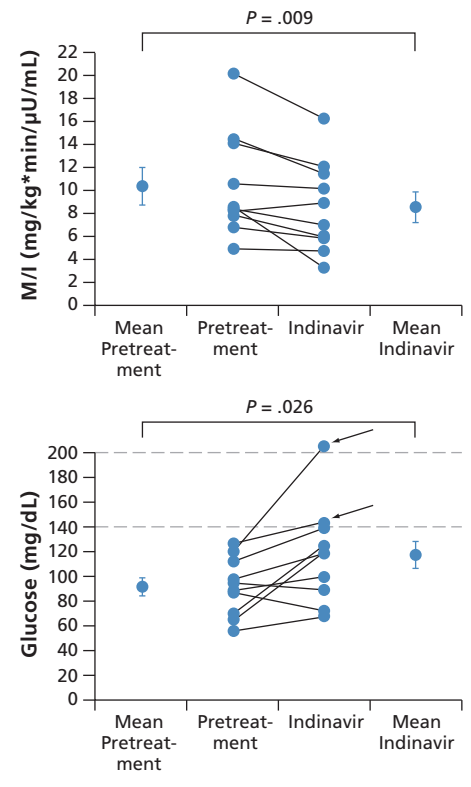 P = .009
M/I (mg/kg*min/µU/mL)
22
20
18
16
14
12
10
8
6
4
2
0
Mean Pretreat-ment
Pretreat-ment
Indinavir
Mean Indinavir
P = .026
Glucose (mg/dL)
200
180
160
140
120
100
80
60
40
20
0
Mean Pretreat-ment
Pretreat-ment
Indinavir
Mean Indinavir